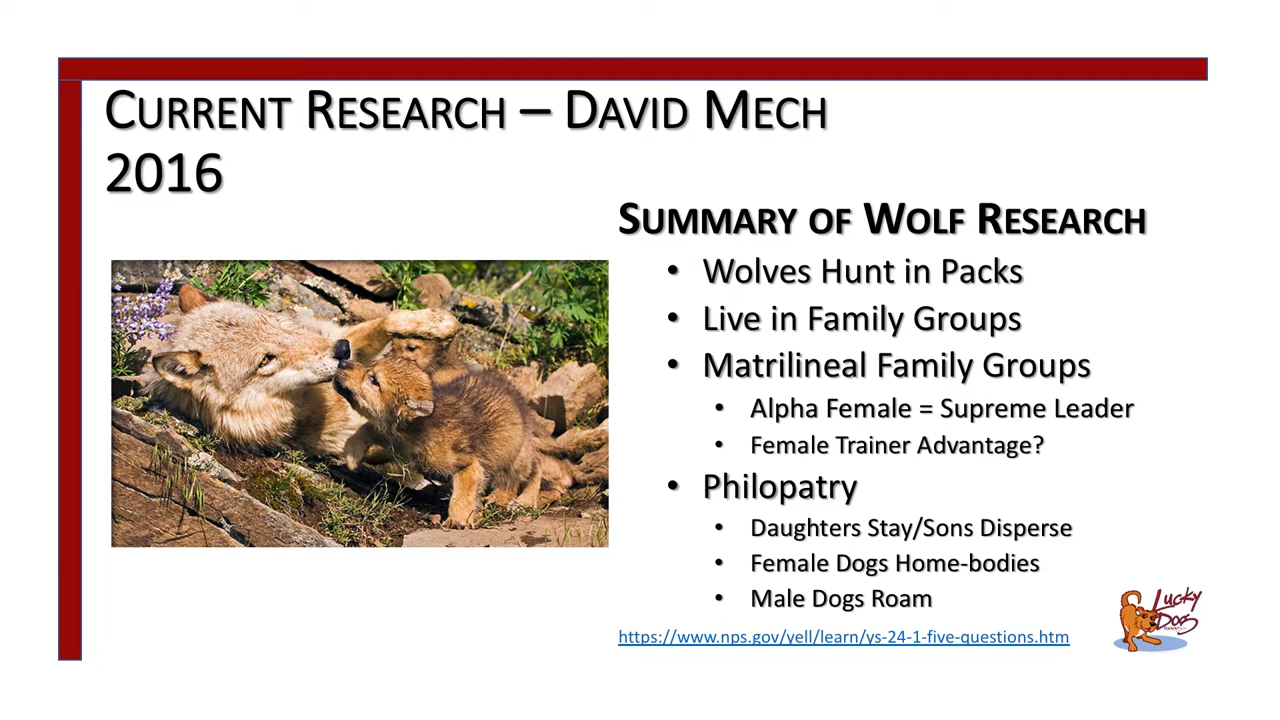 Current Research – David Mech
2016
Summary of Wolf Research
• Wolves Hunt in Packs
• Live in Family Groups
• Matrilineal Family Groups
• Alpha Female = Supreme Leader
• Female Trainer Advantage?
• Philopatry
• Daughters Stay/Sons Disperse
• Female Dogs Home-bodies
• Male Dogs Roam
https://www.nps.gov/yell/learn/ys-24-1-five-questions.htm
Lucky
Dog